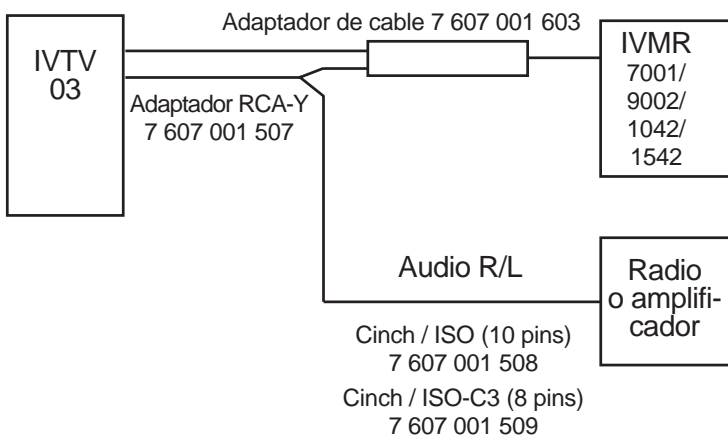 Adaptador de cable 7 607 001 603
IVTV
03
Adaptador RCA-Y
7 607 001 507
IVMR
7001/
9002/
1042/
1542
Audio R/L
Radio
o amplifi-
cador
Cinch / ISO (10 pins)
7 607 001 508
Cinch / ISO-C3 (8 pins)
7 607 001 509